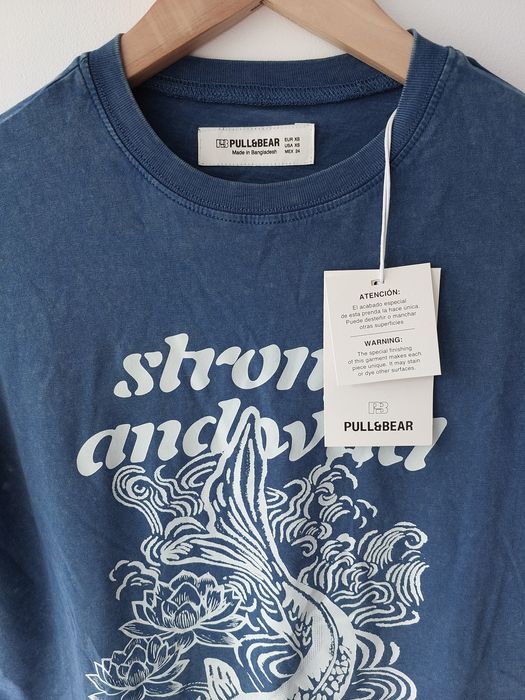 PULL&BEAR
Made in Bangladesh
EUR XS
USA XS
MEX 24
ATENCIÓN:
El acabado especial
de esta prenda la hace única.
Puede desteñir o manchar
otras superficies
WARNING:
The special finishing
of this garment makes each
piece unique. It may stain
or dye other surfaces.
PULL&BEAR